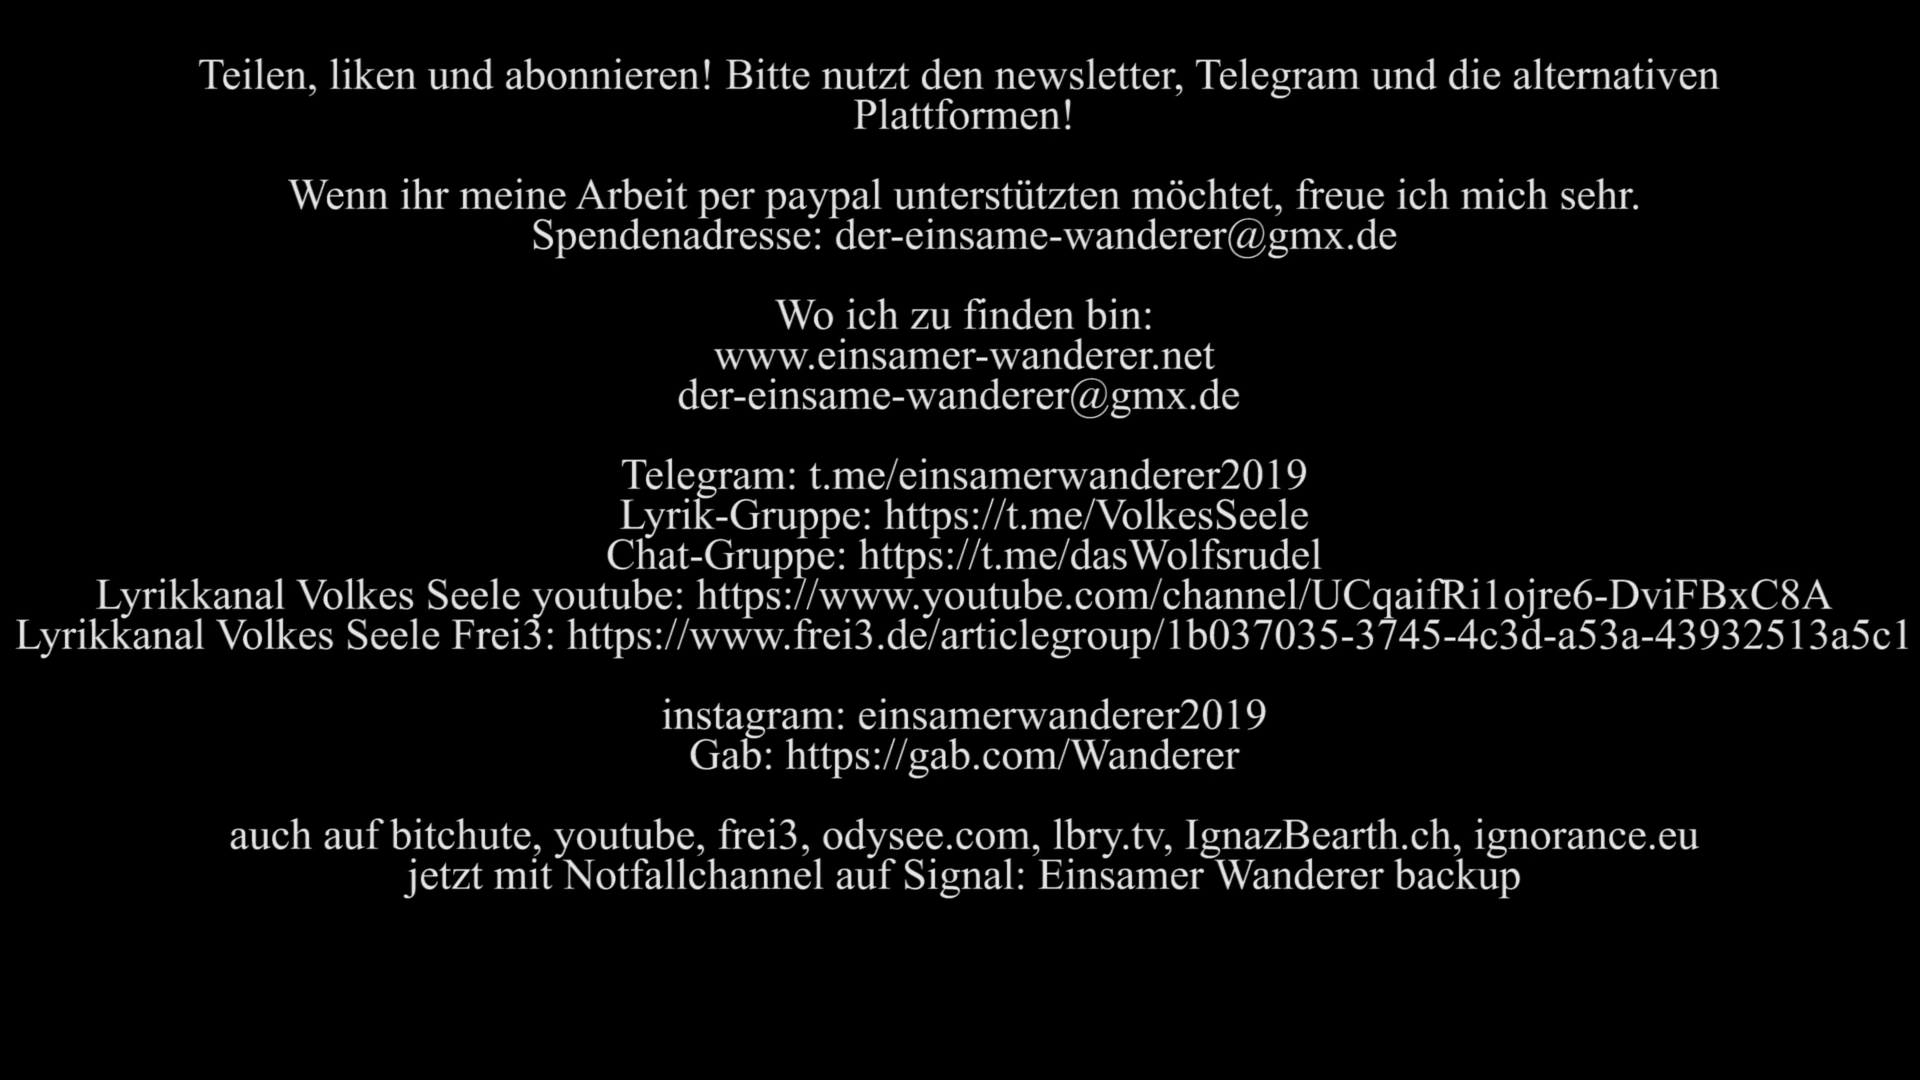 Teilen, liken und abonnieren! Bitte nutzt den newsletter, Telegram und die alternativen
Plattformen!
Wenn ihr meine Arbeit per paypal unterstützten möchtet, freue ich mich sehr.
Spendenadresse: der-einsame-wanderer@gmx.de
Wo ich zu finden bin:
www.einsamer-wanderer.net
der-einsame-wanderer@gmx.de
Telegram: t.me/einsamerwanderer2019
Lyrik-Gruppe: https://t.me/VolkesSeele
Chat-Gruppe: https://t.me/dasWolfsrudel
Lyrikkanal Volkes Seele youtube: https://www.youtube.com/channel/UCqaifRi1ojre6-DviFBxC8A
Lyrikkanal Volkes Seele Frei3: https://www.frei3.de/articlegroup/1b037035-3745-4c3d-a53a-43932513a5c1
instagram: einsamerwanderer2019
Gab: https://gab.com/Wanderer
auch auf bitchute, youtube, frei3, odysee.com, lbry.tv, IgnazBearth.ch, ignorance.eu
jetzt mit Notfallchannel auf Signal: Einsamer Wanderer backup